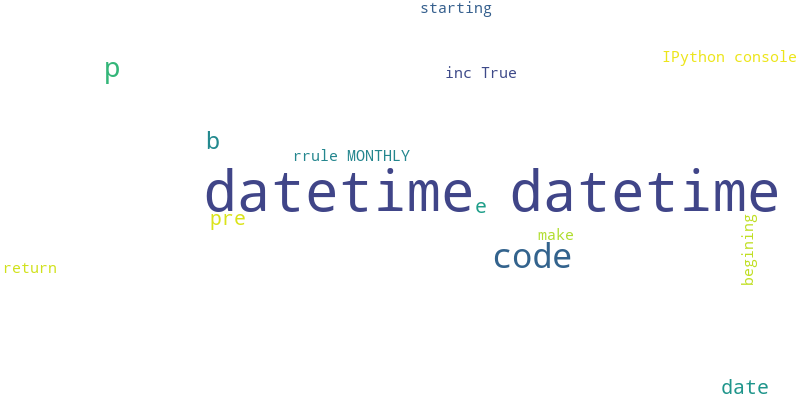 starting
IPython console
p
inc True
b
rrule MONTHLY
datetime datetime
e
pre
make
begining
code
return
date